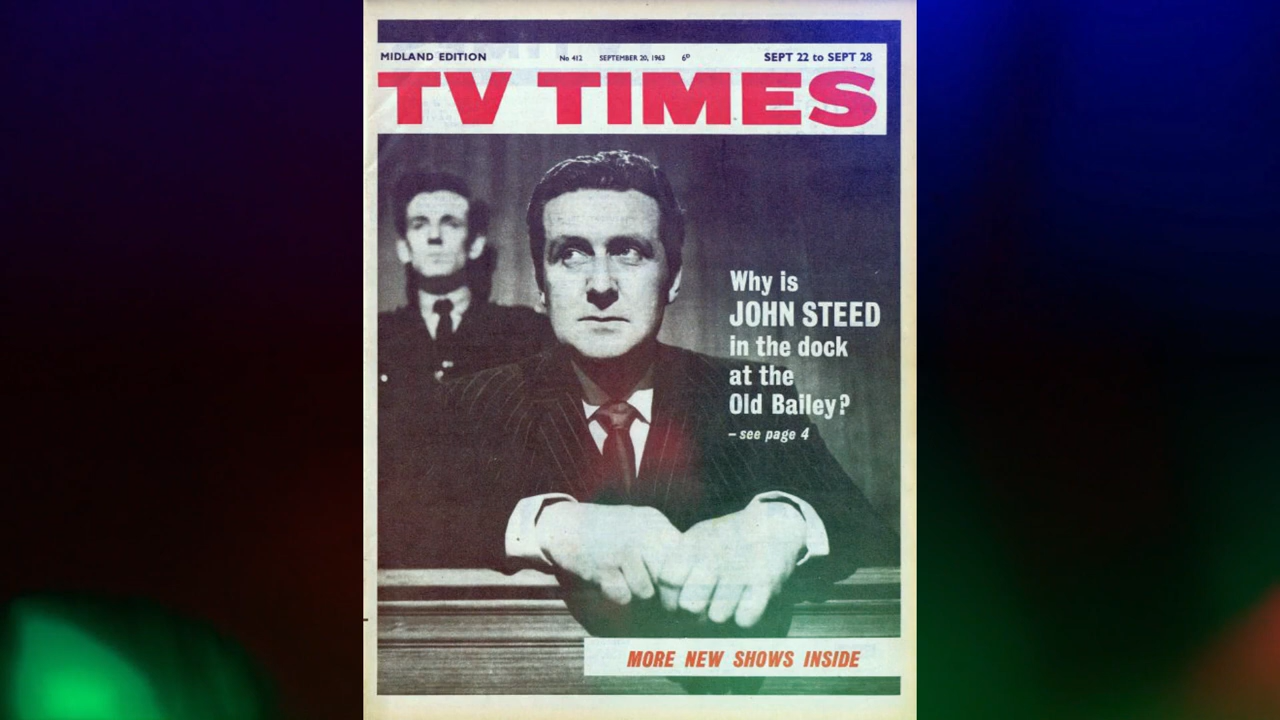 MIDLAND EDITION No 412 SEPTEMBER 20, 1963 6D SEPT 22 to SEPT 28
TV TIMES
Why is
JOHN STEED
in the dock
at the
Old Bailey?
– see page 4
MORE NEW SHOWS INSIDE